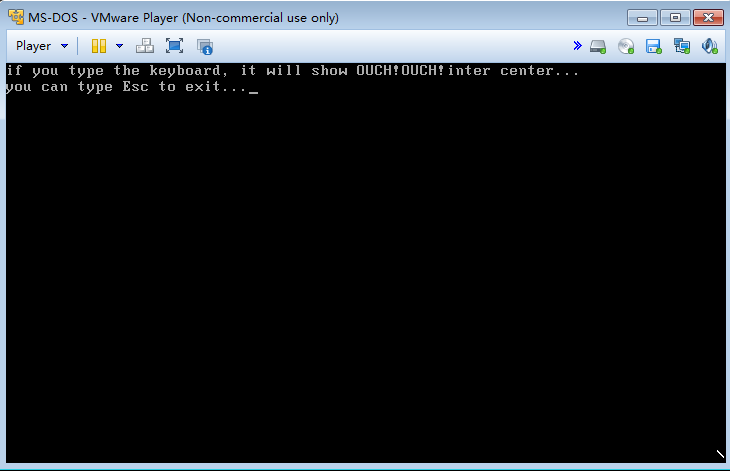 MS-DOS - VMware Player (Non-commercial use only)
Player
if you type the keyboard, it will show OUCH!OUCH!inter center...
you can type Esc to exit..._